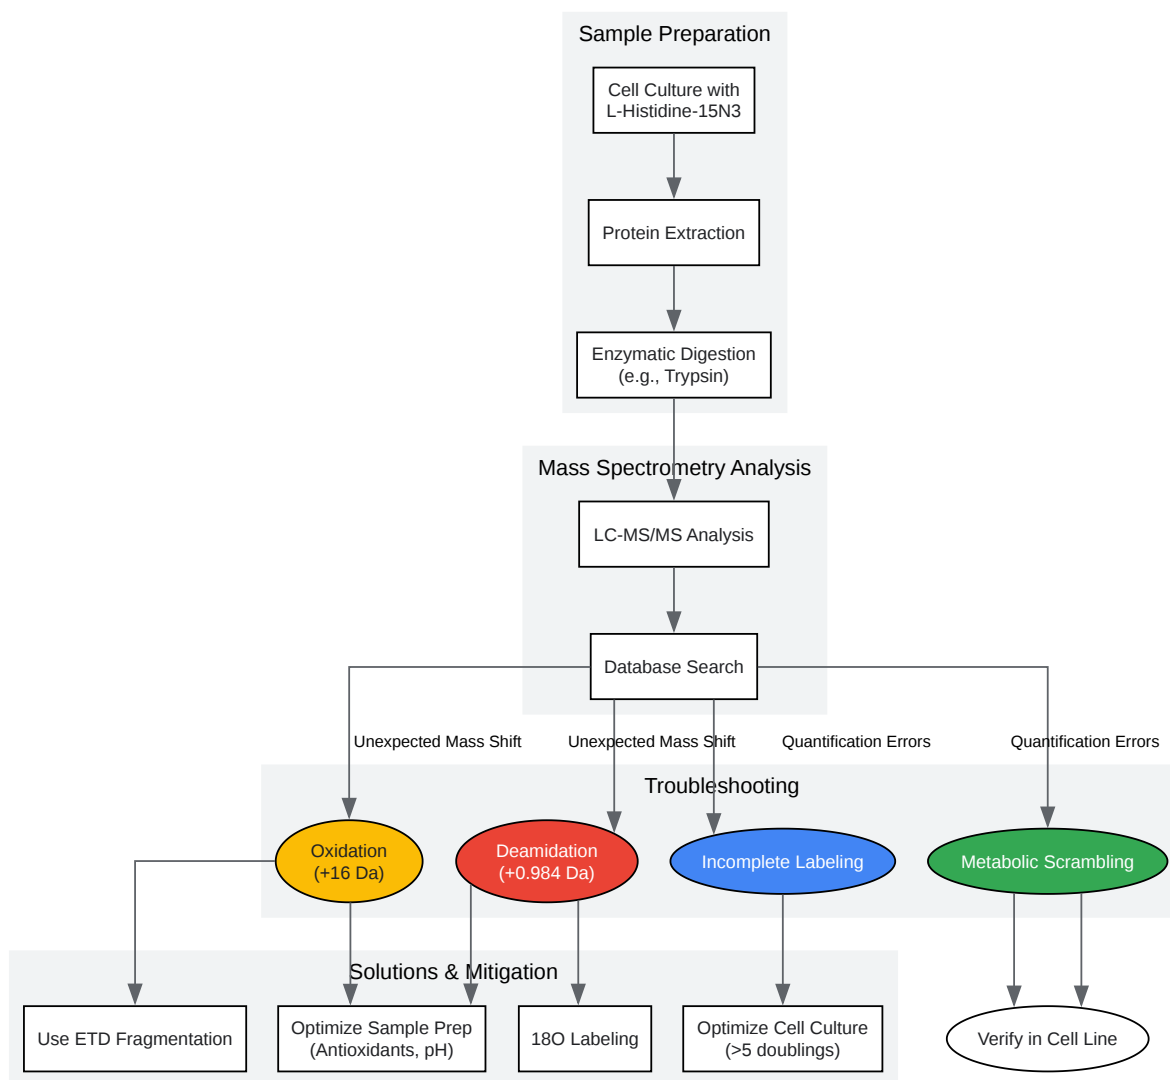 Sample Preparation
Cell Culture with
L-Histidine-15N3
Protein Extraction
Enzymatic Digestion
(e.g., Trypsin)
Mass Spectrometry Analysis
LC-MS/MS Analysis
Database Search
Unexpected Mass Shift
Unexpected Mass Shift
Quantification Errors
Quantification Errors
Troubleshooting
Oxidation
(+16 Da)
Deamidation
(+0.984 Da)
Incomplete Labeling
Metabolic Scrambling
Solutions & Mitigation
Use ETD Fragmentation
Optimize Sample Prep
(Antioxidants, pH)
18O Labeling
Optimize Cell Culture
(>5 doublings)
Verify in Cell Line